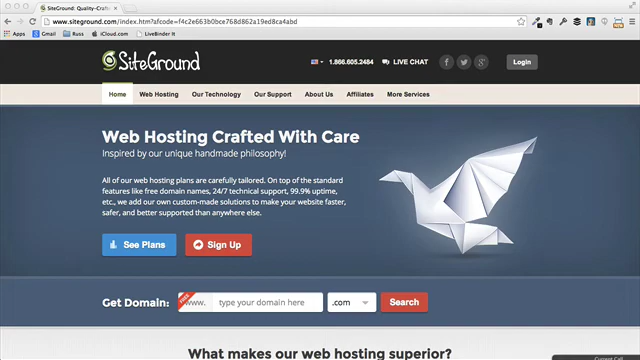 SiteGround: Quality-Crafte
www.siteground.com/index.htm?afcode=f4c2e663b0bce768d862a19ed8ca4abd
Apps Gmail Russ iCloud.com LiveBinder It
SiteGround
1.866.605.2484 LIVE CHAT Login
Home Web Hosting Our Technology Our Support About Us Affiliates More Services
Web Hosting Crafted With Care
Inspired by our unique handmade philosophy!
All of our web hosting plans are carefully tailored. On top of the standard
features like free domain names, 24/7 technical support, 99.9% uptime,
etc., we add our own custom-made solutions to make your website faster,
safer, and better supported than anywhere else.
See Plans Sign Up
Get Domain: FREE www. type your domain here .com Search
What makes our web hosting superior?
Current Call